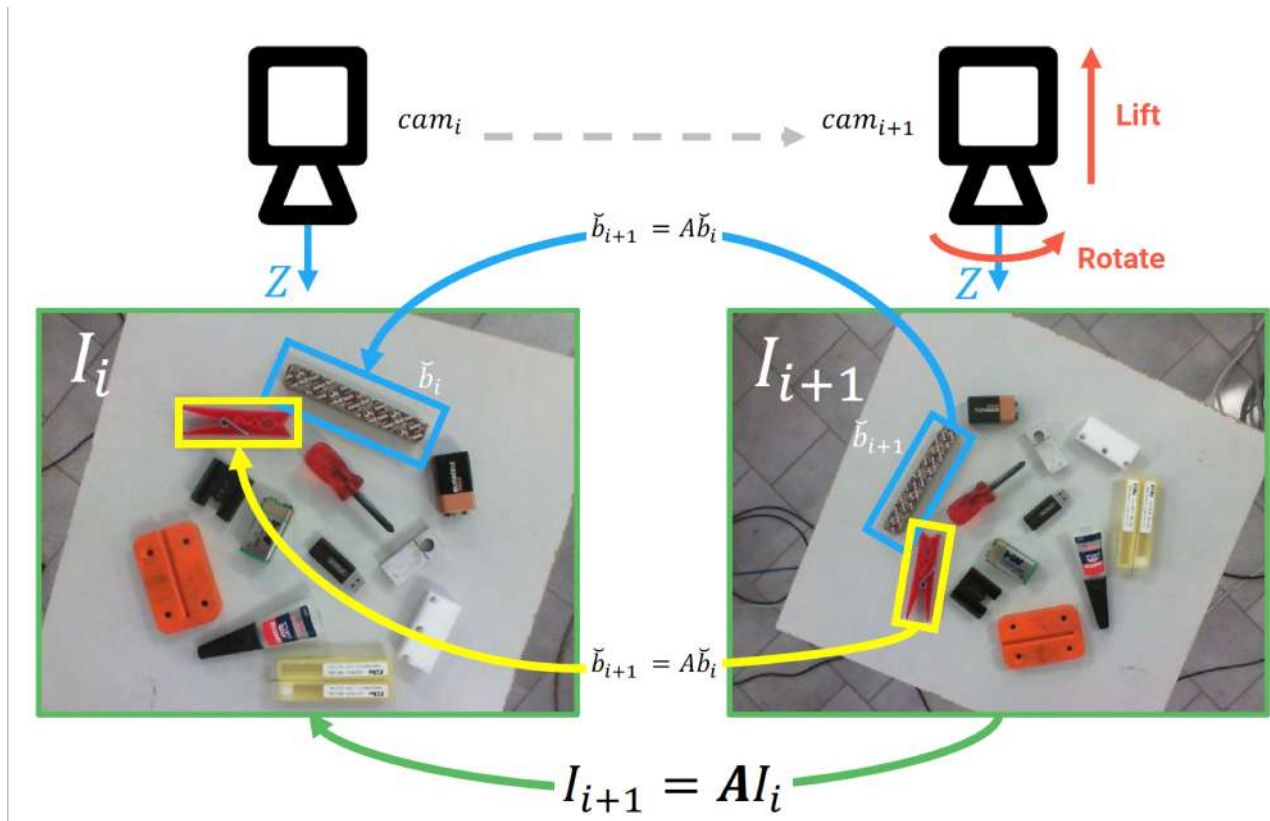 cam_i
cam_{i+1}
Lift
b̆_{i+1} = Ab̆_i
Z
Rotate
Z
I_i
b̆_i
I_{i+1}
b̆_{i+1}
b̆_{i+1} = Ab̆_i
I_{i+1} = AI_i